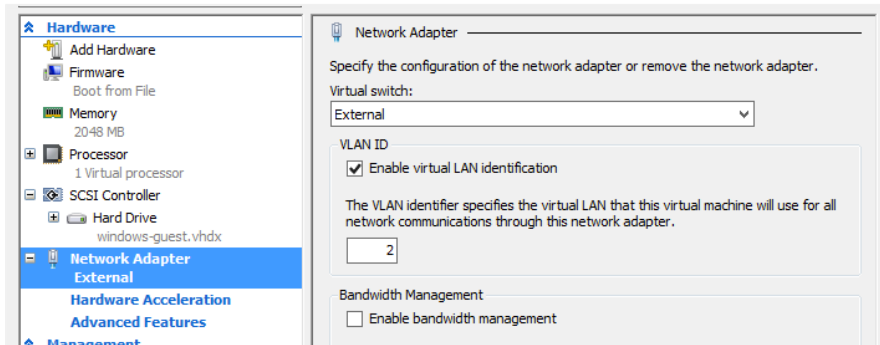 Hardware
Add Hardware
Firmware
Boot from File
Memory
2048 MB
Processor
1 Virtual processor
SCSI Controller
Hard Drive
windows-guest.vhdx
Network Adapter
External
Hardware Acceleration
Advanced Features
Management
Network Adapter
Specify the configuration of the network adapter or remove the network adapter.
Virtual switch:
External
VLAN ID
Enable virtual LAN identification
The VLAN identifier specifies the virtual LAN that this virtual machine will use for all
network communications through this network adapter.
2
Bandwidth Management
Enable bandwidth management